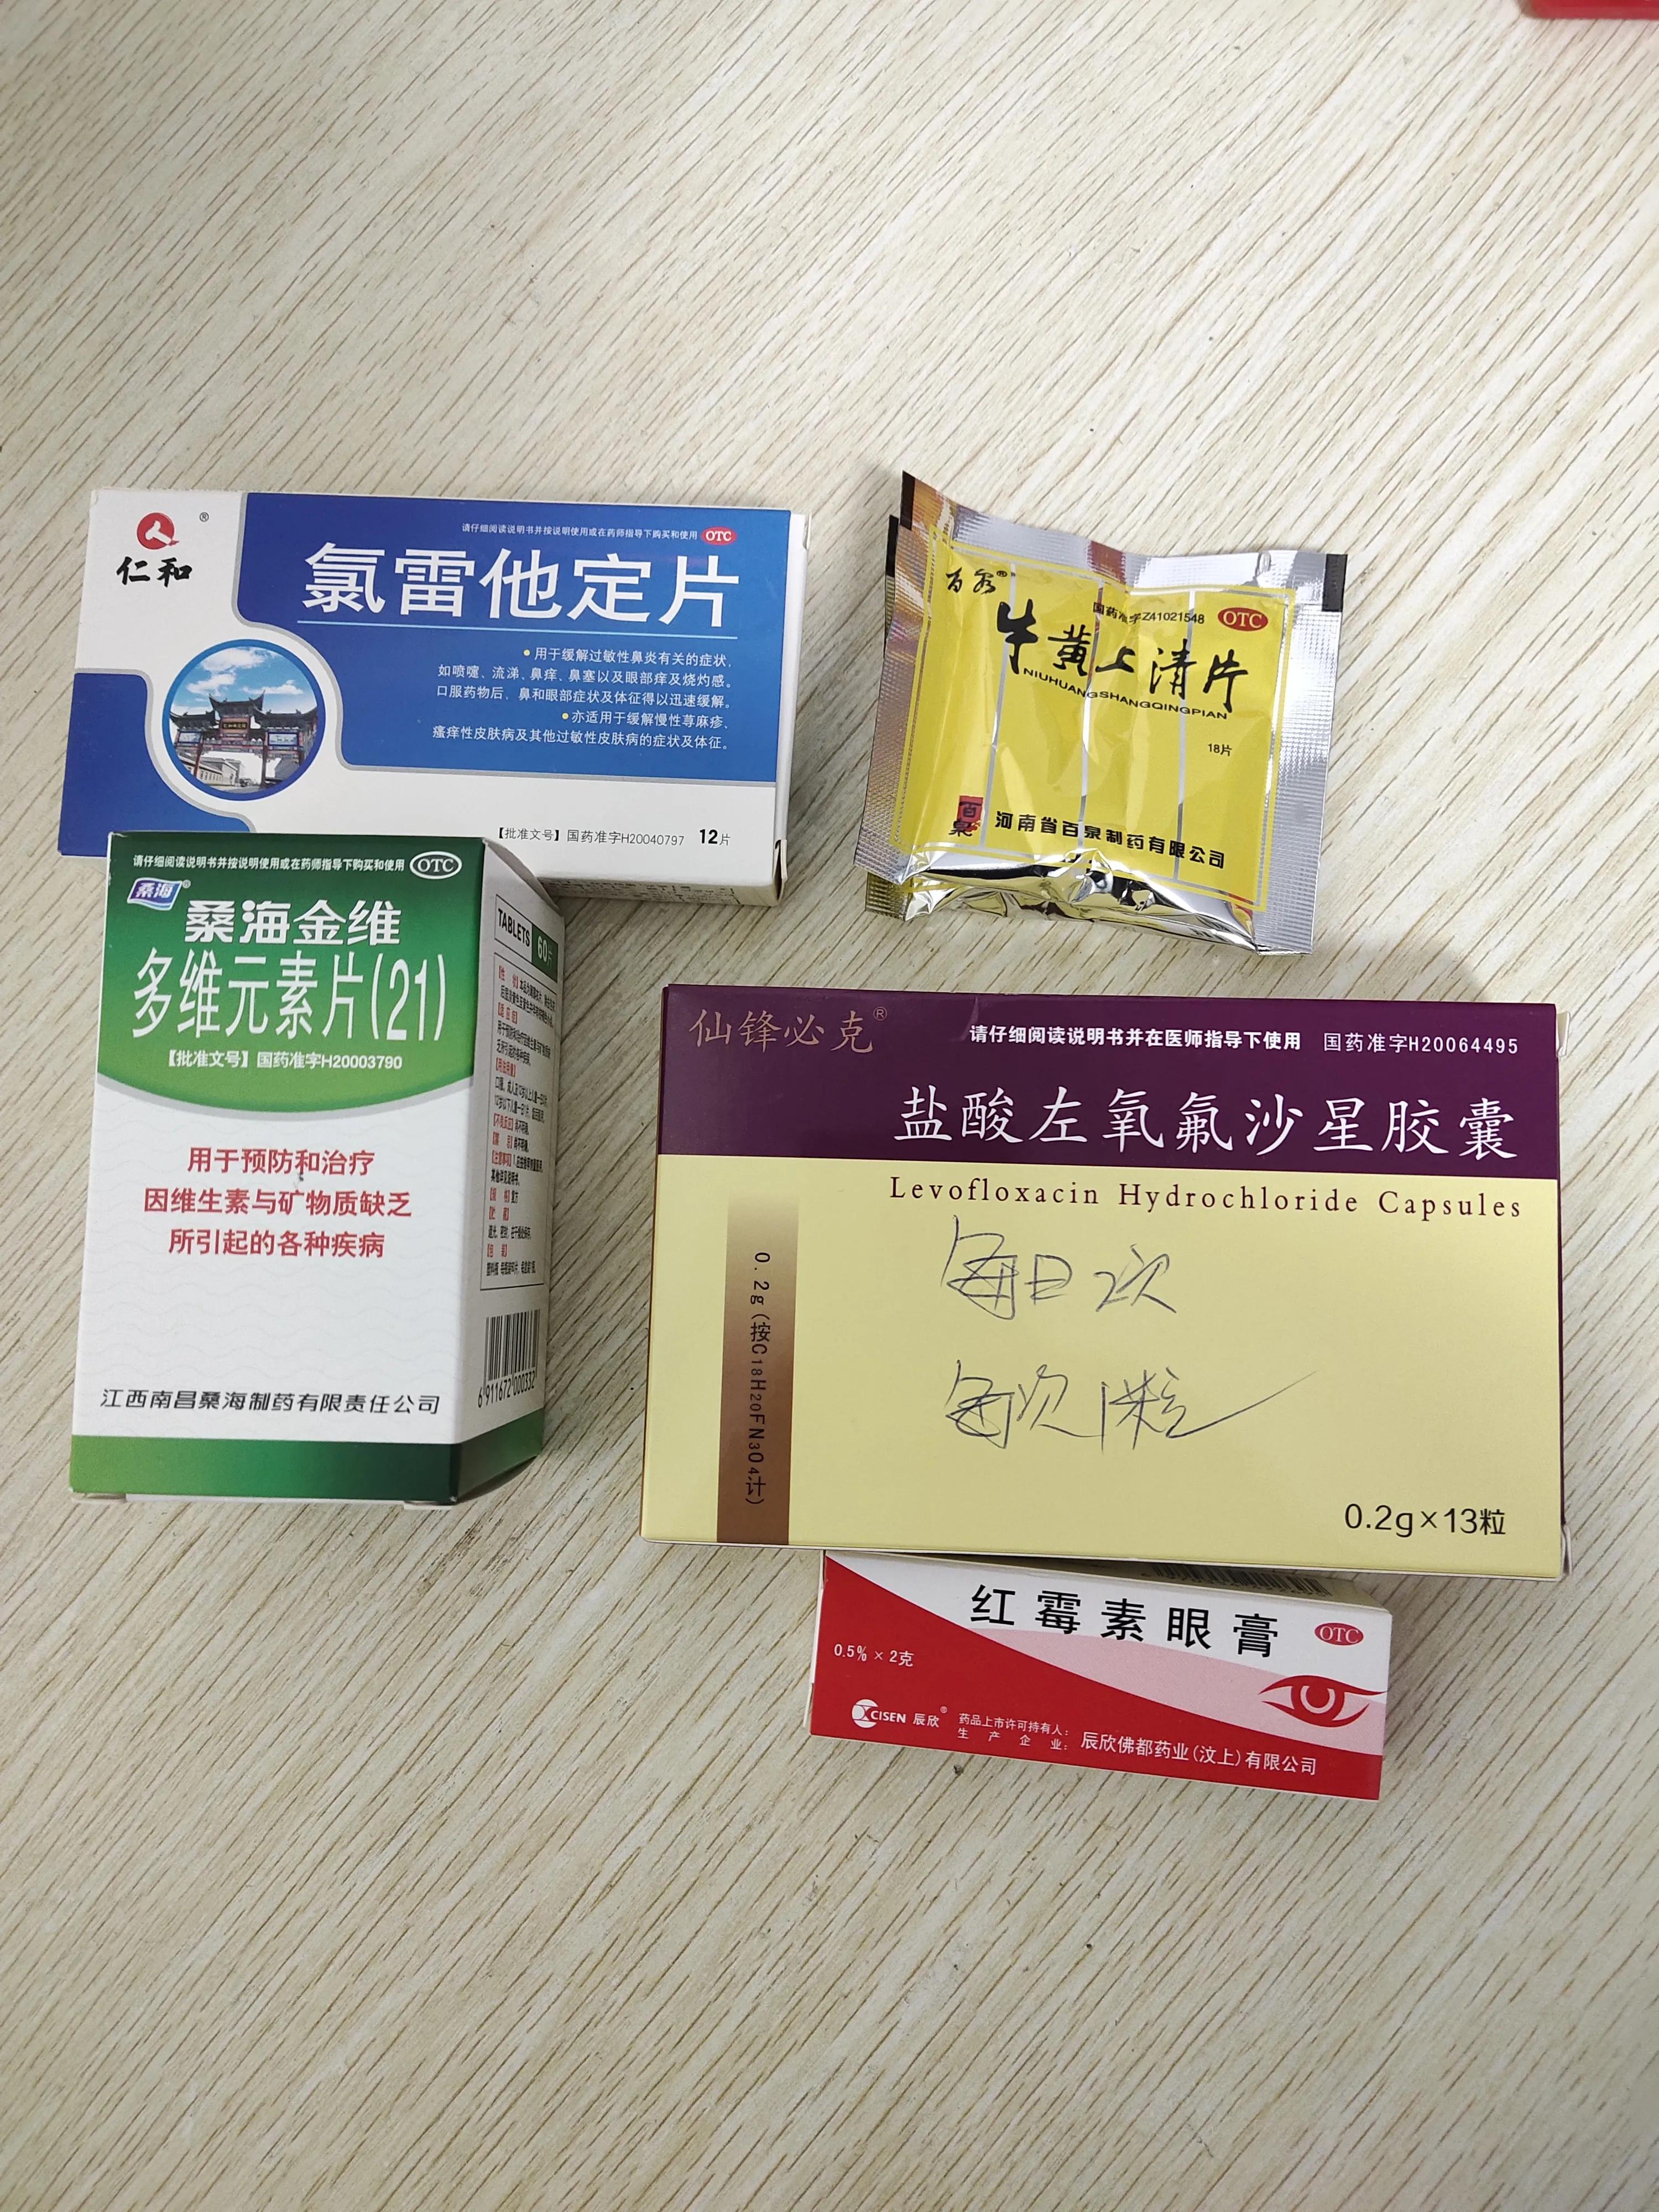 仁和
请仔细阅读说明书并按说明使用或在药师指导下购买和使用 OTC
氯雷他定片
•用于缓解过敏性鼻炎有关的症状,
如喷嚏、流涕、鼻痒、鼻塞以及眼部痒及烧灼感。
口服药物后,鼻和眼部症状及体征得以迅速缓解。
•亦适用于缓解慢性荨麻疹、
瘙痒性皮肤病及其他过敏性皮肤病的症状及体征。
【批准文号】国药准字H20040797 12片
百泉®
国药准字Z41021548 OTC
牛黄上清片
NIUHUANGSHANGQINGPIAN
18片
百泉
河南省百泉制药有限公司
请仔细阅读说明书并按说明使用或在药师指导下购买和使用 OTC
桑海®
桑海金维
多维元素片(21)
【批准文号】国药准字H20003790
用于预防和治疗
因维生素与矿物质缺乏
所引起的各种疾病
江西南昌桑海制药有限责任公司
TABLETS 60片
6911672000332
仙锋必克®
请仔细阅读说明书并在医师指导下使用 国药准字H20064495
盐酸左氧氟沙星胶囊
Levofloxacin Hydrochloride Capsules
0.2g(按C18H20FN3O4计)
每日2次
每次1粒
0.2g×13粒
红霉素眼膏 OTC
0.5%×2克
CISEN 辰欣®
药品上市许可持有人:
生产企业: 辰欣佛都药业(汶上)有限公司